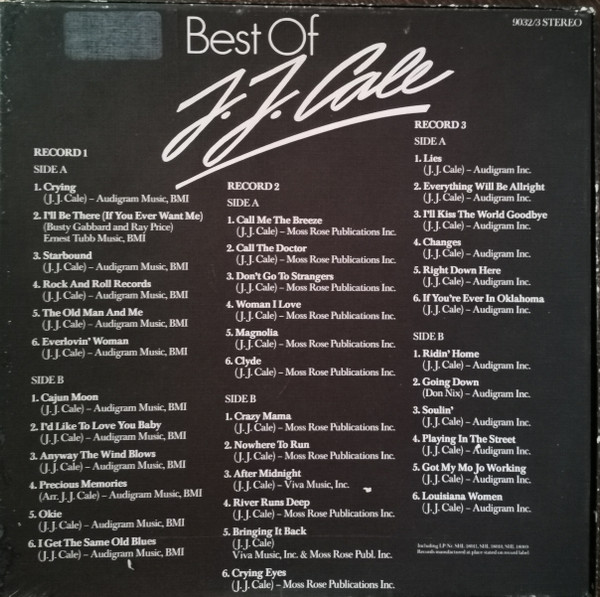 9032/3 STEREO
Best Of
J. J. Cale
RECORD 1
SIDE A
1. Crying
(J. J. Cale) – Audigram Music, BMI
2. I'll Be There (If You Ever Want Me)
(Busty Gabbard and Ray Price)
Ernest Tubb Music, BMI
3. Starbound
(J. J. Cale) – Audigram Music, BMI
4. Rock And Roll Records
(J. J. Cale) – Audigram Music, BMI
5. The Old Man And Me
(J. J. Cale) – Audigram Music, BMI
6. Everlovin' Woman
(J. J. Cale) – Audigram Music, BMI
SIDE B
1. Cajun Moon
(J. J. Cale) – Audigram Music, BMI
2. I'd Like To Love You Baby
(J. J. Cale) – Audigram Music, BMI
3. Anyway The Wind Blows
(J. J. Cale) – Audigram Music, BMI
4. Precious Memories
(Arr. J. J. Cale) – Audigram Music, BMI
5. Okie
(J. J. Cale) – Audigram Music, BMI
6. I Get The Same Old Blues
(J. J. Cale) – Audigram Music, BMI
RECORD 2
SIDE A
1. Call Me The Breeze
(J. J. Cale) – Moss Rose Publications Inc.
2. Call The Doctor
(J. J. Cale) – Moss Rose Publications Inc.
3. Don't Go To Strangers
(J. J. Cale) – Moss Rose Publications Inc.
4. Woman I Love
(J. J. Cale) – Moss Rose Publications Inc.
5. Magnolia
(J. J. Cale) – Moss Rose Publications Inc.
6. Clyde
(J. J. Cale) – Moss Rose Publications Inc.
SIDE B
1. Crazy Mama
(J. J. Cale) – Moss Rose Publications Inc.
2. Nowhere To Run
(J. J. Cale) – Moss Rose Publications Inc.
3. After Midnight
(J. J. Cale) – Viva Music, Inc.
4. River Runs Deep
(J. J. Cale) – Moss Rose Publications Inc.
5. Bringing It Back
(J. J. Cale)
Viva Music, Inc. & Moss Rose Publ. Inc.
6. Crying Eyes
(J. J. Cale) – Moss Rose Publications Inc.
RECORD 3
SIDE A
1. Lies
(J. J. Cale) – Audigram Inc.
2. Everything Will Be Allright
(J. J. Cale) – Audigram Inc.
3. I'll Kiss The World Goodbye
(J. J. Cale) – Audigram Inc.
4. Changes
(J. J. Cale) – Audigram Inc.
5. Right Down Here
(J. J. Cale) – Audigram Inc.
6. If You're Ever In Oklahoma
(J. J. Cale) – Audigram Inc.
SIDE B
1. Ridin' Home
(J. J. Cale) – Audigram Inc.
2. Going Down
(Don Nix) – Audigram Inc.
3. Soulin'
(J. J. Cale) – Audigram Inc.
4. Playing In The Street
(J. J. Cale) – Audigram Inc.
5. Got My Mo Jo Working
(J. J. Cale) – Audigram Inc.
6. Louisiana Women
(J. J. Cale) – Audigram Inc.
Including LP Nr. SHL
Records manufactured at place stated on record label